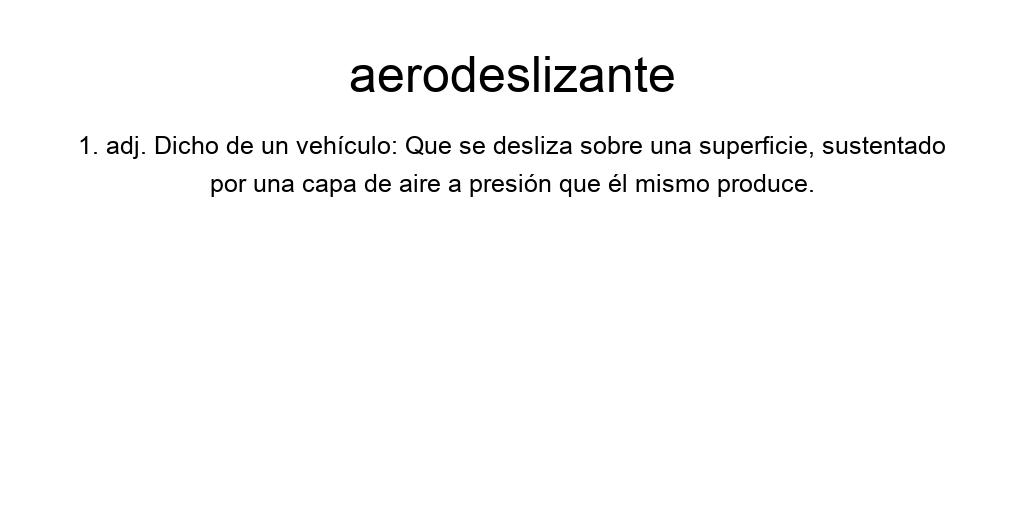 aerodeslizante
1. adj. Dicho de un vehículo: Que se desliza sobre una superficie, sustentado
por una capa de aire a presión que él mismo produce.